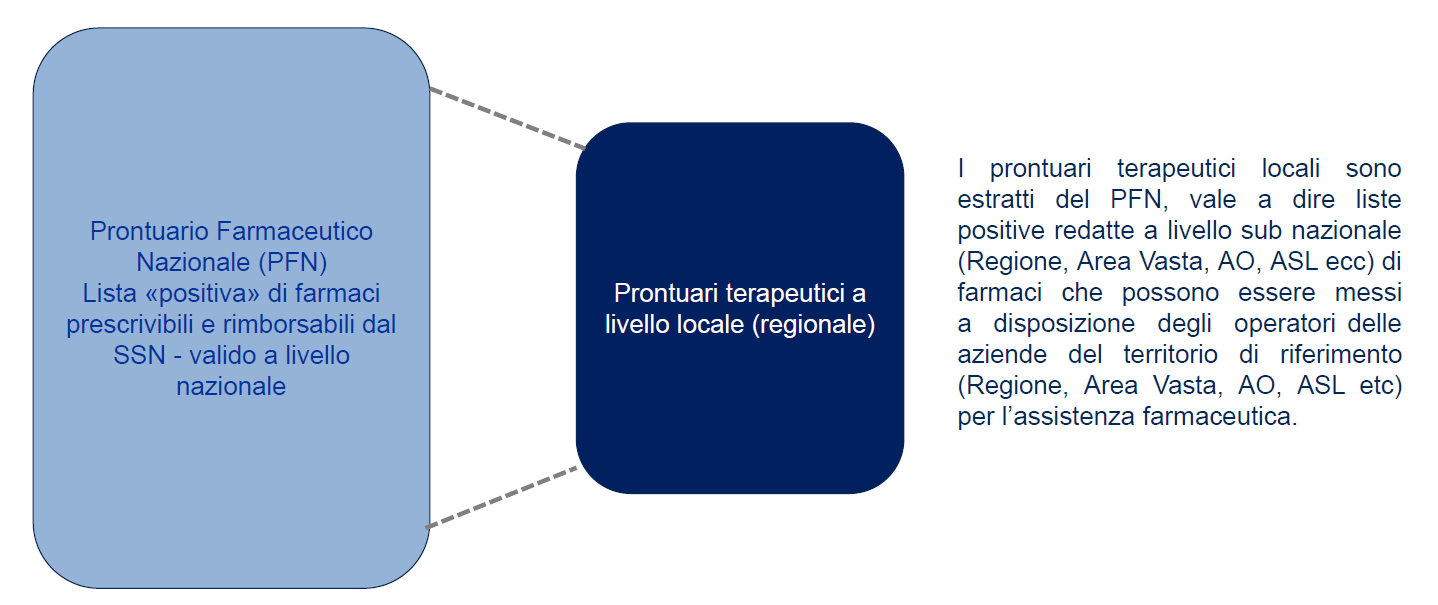 Prontuario Farmaceutico
Nazionale (PFN)
Lista «positiva» di farmaci
prescrivibili e rimborsabili dal
SSN - valido a livello
nazionale
Prontuari terapeutici a
livello locale (regionale)
I prontuari terapeutici locali sono
estratti del PFN, vale a dire liste
positive redatte a livello sub nazionale
(Regione, Area Vasta, AO, ASL ecc) di
farmaci che possono essere messi
a disposizione degli operatori delle
aziende del territorio di riferimento
(Regione, Area Vasta, AO, ASL etc)
per l’assistenza farmaceutica.